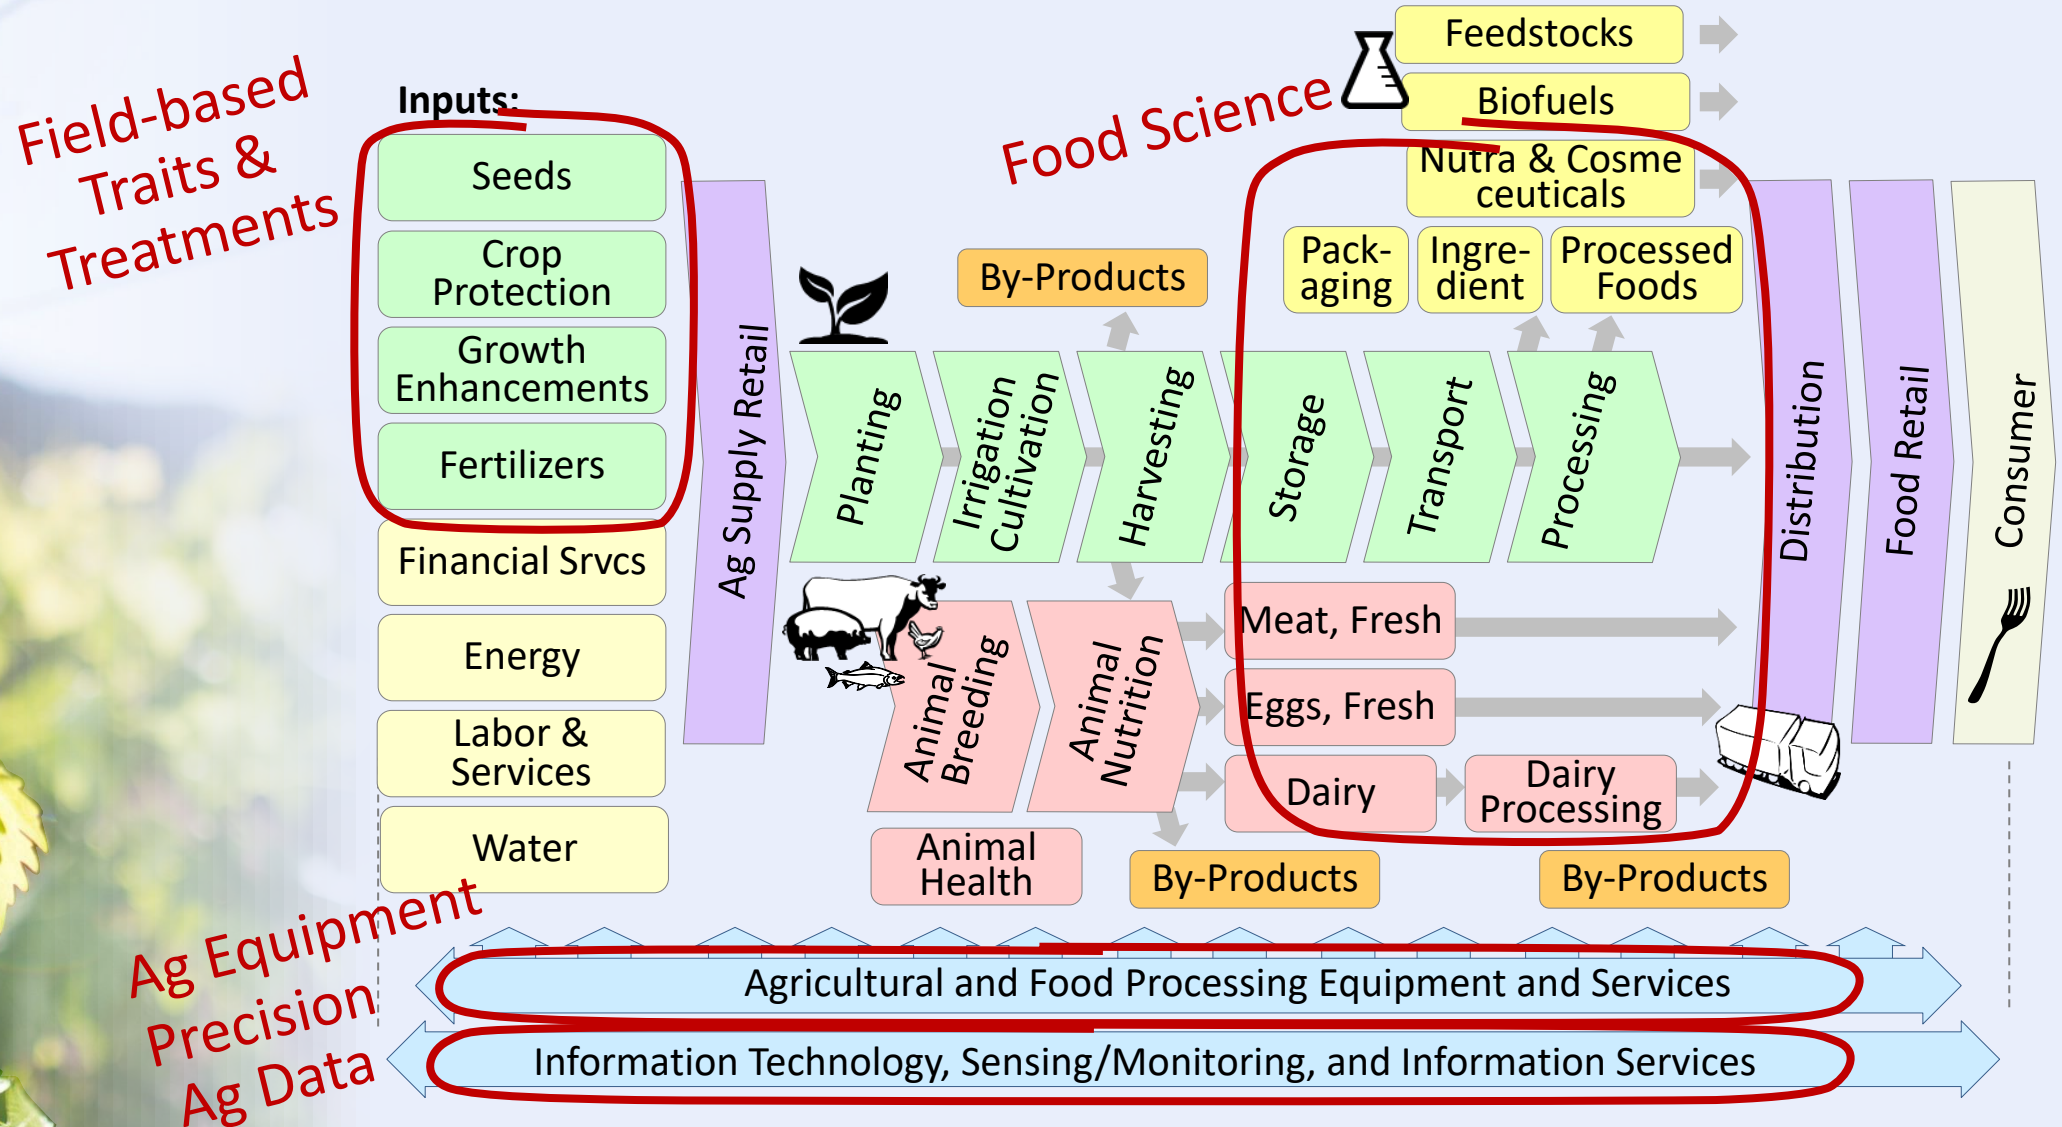 Field-based
Traits &
Treatments
Inputs:
Seeds
Crop
Protection
Growth
Enhancements
Fertilizers
Financial Srvcs
Energy
Labor &
Services
Water
Ag Supply Retail
Food Science
Feedstocks
Biofuels
Nutra & Cosme
ceuticals
Pack-
aging
Ingre-
dient
Processed
Foods
By-Products
Planting
Irrigation
Cultivation
Harvesting
Storage
Transport
Processing
Distribution
Food Retail
Consumer
Animal
Breeding
Animal
Nutrition
Meat, Fresh
Eggs, Fresh
Dairy
Dairy
Processing
Animal
Health
By-Products
By-Products
Ag Equipment
Precision
Ag Data
Agricultural and Food Processing Equipment and Services
Information Technology, Sensing/Monitoring, and Information Services